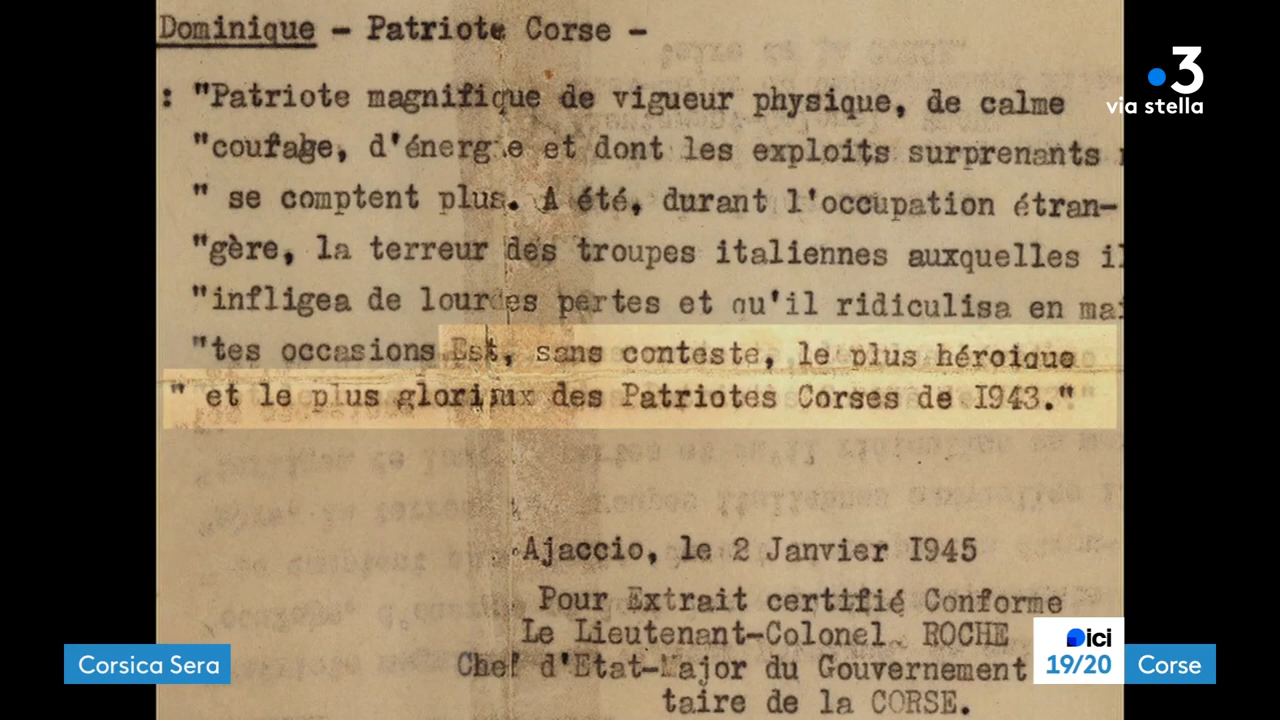 Dominique - Patriote Corse -
: "Patriote magnifique de vigueur physique, de calme
"courage, d'énergie et dont les exploits surprenants
" se comptent plus. A été, durant l'occupation étran-
"gère, la terreur des troupes italiennes auxquelles il
"infligea de lourdes pertes et qu'il ridiculisa en mai
"tes occasions Est, sans conteste, le plus héroique
" et le plus glorieux des Patriotes Corses de I943."
Ajaccio, le 2 Janvier I945
Pour Extrait certifié Conforme
Le Lieutenant-Colonel ROCHE
Chef d'Etat-Major du Gouvernement
taire de la CORSE.
3
via stella
Corsica Sera
ici
19/20
Corse